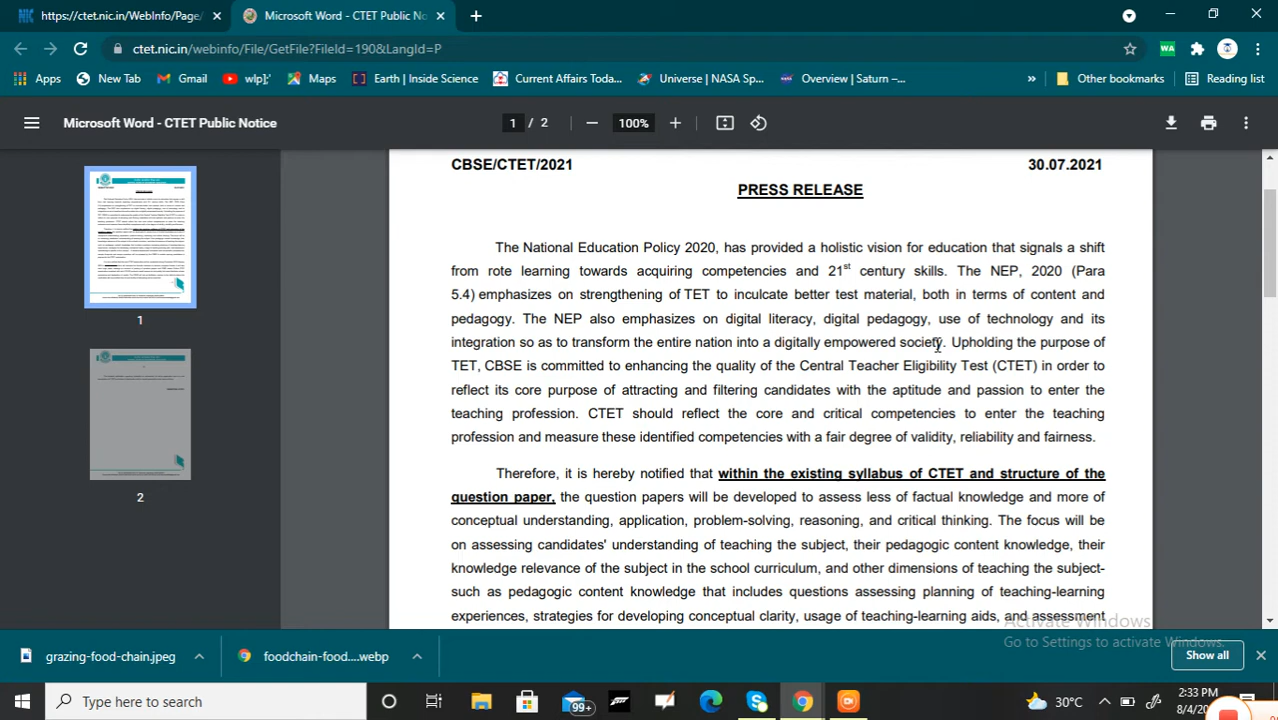 https://ctet.nic.in/WebInfo/Page/
Microsoft Word - CTET Public No
ctet.nic.in/webinfo/File/GetFile?FileId=190&LangId=P
WA
Apps
New Tab
Gmail
wlp];'
Maps
Earth | Inside Science
Current Affairs Toda...
Universe | NASA Sp...
Overview | Saturn –...
»
Other bookmarks
Reading list
Microsoft Word - CTET Public Notice
1 / 2
100%
1
2
CBSE/CTET/2021 30.07.2021
PRESS RELEASE
The National Education Policy 2020, has provided a holistic vision for education that signals a shift
from rote learning towards acquiring competencies and 21st century skills. The NEP, 2020 (Para
5.4) emphasizes on strengthening of TET to inculcate better test material, both in terms of content and
pedagogy. The NEP also emphasizes on digital literacy, digital pedagogy, use of technology and its
integration so as to transform the entire nation into a digitally empowered society. Upholding the purpose of
TET, CBSE is committed to enhancing the quality of the Central Teacher Eligibility Test (CTET) in order to
reflect its core purpose of attracting and filtering candidates with the aptitude and passion to enter the
teaching profession. CTET should reflect the core and critical competencies to enter the teaching
profession and measure these identified competencies with a fair degree of validity, reliability and fairness.
Therefore, it is hereby notified that within the existing syllabus of CTET and structure of the
question paper, the question papers will be developed to assess less of factual knowledge and more of
conceptual understanding, application, problem-solving, reasoning, and critical thinking. The focus will be
on assessing candidates' understanding of teaching the subject, their pedagogic content knowledge, their
knowledge relevance of the subject in the school curriculum, and other dimensions of teaching the subject-
such as pedagogic content knowledge that includes questions assessing planning of teaching-learning
experiences, strategies for developing conceptual clarity, usage of teaching-learning aids, and assessment
Activate Windows
Go to Settings to activate Windows.
grazing-food-chain.jpeg
foodchain-food....webp
Show all
Type here to search
99+
30°C
2:33 PM
8/4/20